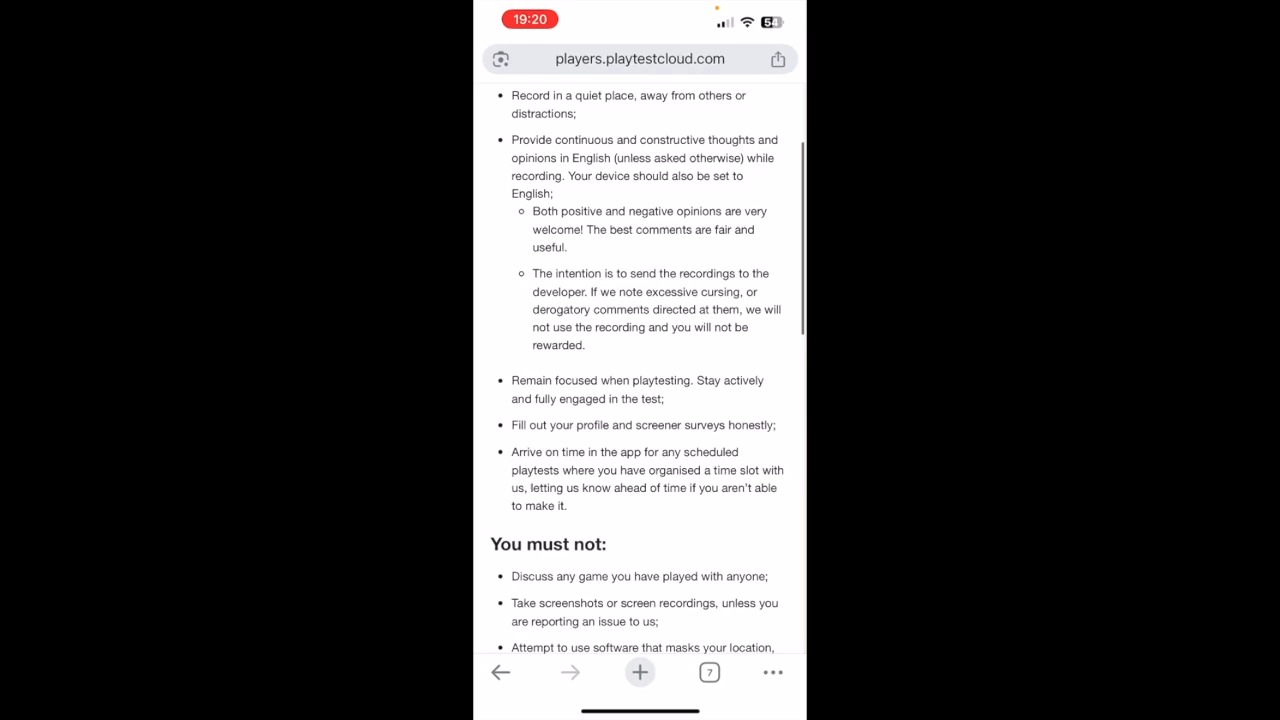 19:20
54
players.playtestcloud.com
• Record in a quiet place, away from others or
distractions;
• Provide continuous and constructive thoughts and
opinions in English (unless asked otherwise) while
recording. Your device should also be set to
English;
○ Both positive and negative opinions are very
welcome! The best comments are fair and
useful.
○ The intention is to send the recordings to the
developer. If we note excessive cursing, or
derogatory comments directed at them, we will
not use the recording and you will not be
rewarded.
• Remain focused when playtesting. Stay actively
and fully engaged in the test;
• Fill out your profile and screener surveys honestly;
• Arrive on time in the app for any scheduled
playtests where you have organised a time slot with
us, letting us know ahead of time if you aren't able
to make it.
You must not:
• Discuss any game you have played with anyone;
• Take screenshots or screen recordings, unless you
are reporting an issue to us;
• Attempt to use software that masks your location,
7